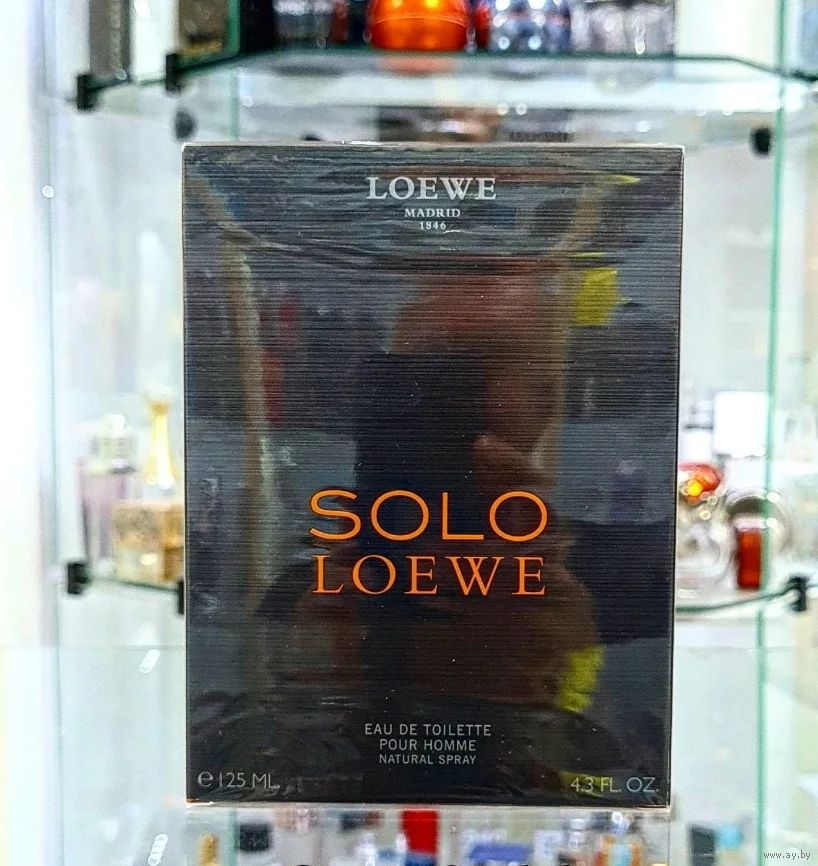 LOEWE
MADRID
1846
SOLO
LOEWE
EAU DE TOILETTE
POUR HOMME
NATURAL SPRAY
℮ 125 ML.
4.3 FL. OZ.
www.ay.by